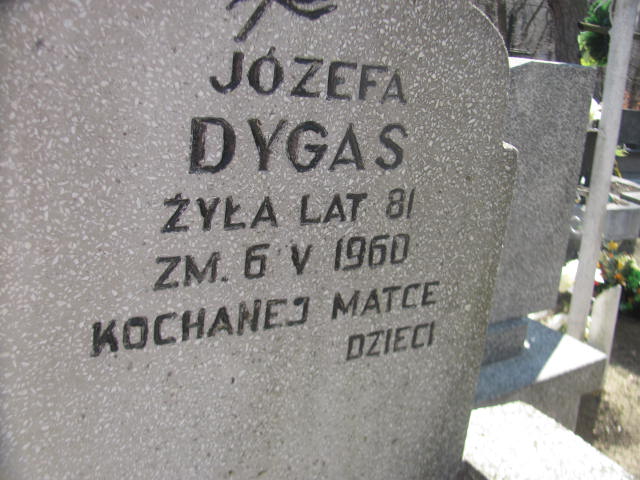 JÓZEFA
DYGAS
ŻYŁA LAT 81
ZM. 6 V 1960
KOCHANEJ MATCE
DZIECI